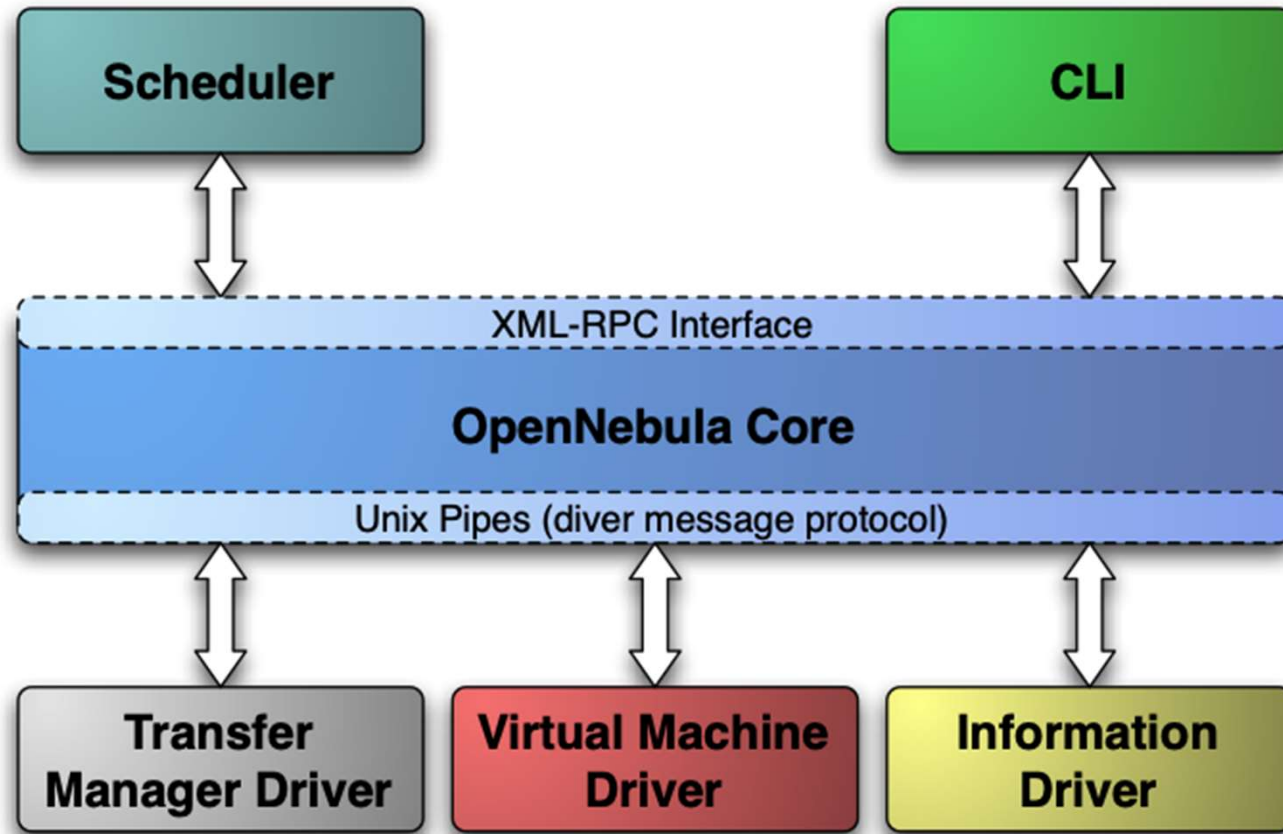 Scheduler
CLI
XML-RPC Interface
OpenNebula Core
Unix Pipes (diver message protocol)
Transfer
Manager Driver
Virtual Machine
Driver
Information
Driver